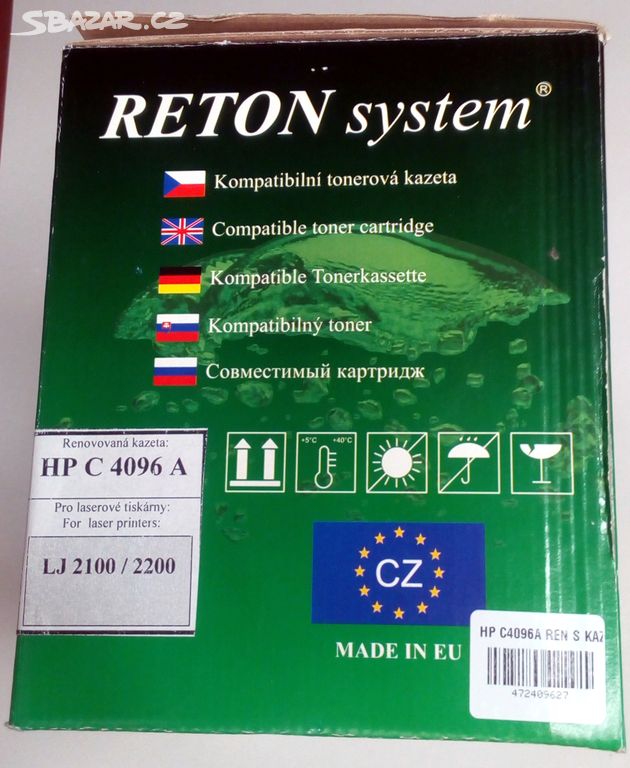 SBAZAR.CZ
RETON system®
Kompatibilní tonerová kazeta
Compatible toner cartridge
Kompatible Tonerkassette
Kompatibilný toner
Совместимый картридж
Renovovaná kazeta:
HP C 4096 A
Pro laserové tiskárny:
For laser printers:
LJ 2100 / 2200
+5°C +40°C
CZ
MADE IN EU
HP C4096A REN S KAZ
472409627